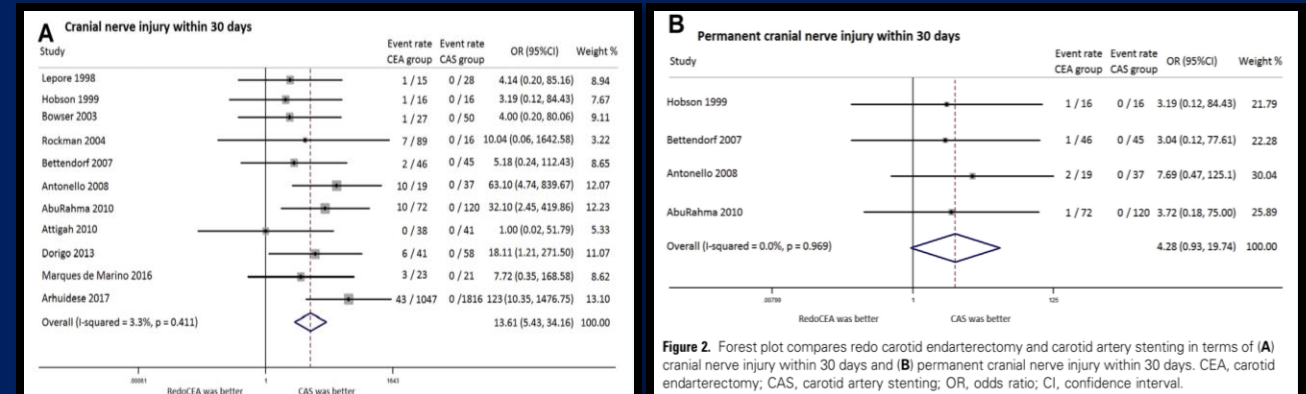 A Cranial nerve injury within 30 days
Study Event rate CEA group Event rate CAS group OR (95%CI) Weight %
Lepore 1998 1 / 15 0 / 28 4.14 (0.20, 85.16) 8.94
Hobson 1999 1 / 16 0 / 16 3.19 (0.12, 84.43) 7.67
Bowser 2003 1 / 27 0 / 50 4.00 (0.20, 80.06) 9.11
Rockman 2004 7 / 89 0 / 16 10.04 (0.06, 1642.58) 3.22
Bettendorf 2007 2 / 46 0 / 45 5.18 (0.24, 112.43) 8.65
Antonello 2008 10 / 19 0 / 37 63.10 (4.74, 839.67) 12.07
AbuRahma 2010 10 / 72 0 / 120 32.10 (2.45, 419.86) 12.23
Attigah 2010 0 / 38 0 / 41 1.00 (0.02, 51.79) 5.33
Dorigo 2013 6 / 41 0 / 58 18.11 (1.21, 271.50) 11.07
Marques de Marino 2016 3 / 23 0 / 21 7.72 (0.35, 168.58) 8.62
Arhuidese 2017 43 / 1047 0 / 1816 123 (10.35, 1476.75) 13.10
Overall (I-squared = 3.3%, p = 0.411) 13.61 (5.43, 34.16) 100.00
1 1643
RedoCEA was better CAS was better
B Permanent cranial nerve injury within 30 days
Study Event rate CEA group Event rate CAS group OR (95%CI) Weight %
Hobson 1999 1 / 16 0 / 16 3.19 (0.12, 84.43) 21.79
Bettendorf 2007 1 / 46 0 / 45 3.04 (0.12, 77.61) 22.28
Antonello 2008 2 / 19 0 / 37 7.69 (0.47, 125.1) 30.04
AbuRahma 2010 1 / 72 0 / 120 3.72 (0.18, 75.00) 25.89
Overall (I-squared = 0.0%, p = 0.969) 4.28 (0.93, 19.74) 100.00
.00799 1 125
RedoCEA was better CAS was better
Figure 2. Forest plot compares redo carotid endarterectomy and carotid artery stenting in terms of (A)
cranial nerve injury within 30 days and (B) permanent cranial nerve injury within 30 days. CEA, carotid
endarterectomy; CAS, carotid artery stenting; OR, odds ratio; CI, confidence interval.